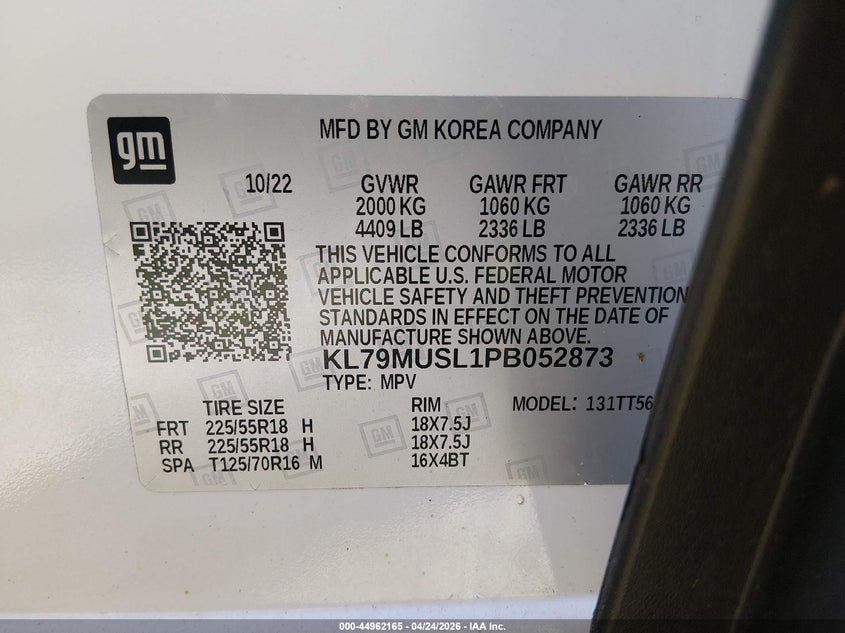 gm
MFD BY GM KOREA COMPANY
10/22 GVWR GAWR FRT GAWR RR
2000 KG 1060 KG 1060 KG
4409 LB 2336 LB 2336 LB
THIS VEHICLE CONFORMS TO ALL
APPLICABLE U.S. FEDERAL MOTOR
VEHICLE SAFETY AND THEFT PREVENTION
STANDARDS IN EFFECT ON THE DATE OF
MANUFACTURE SHOWN ABOVE.
KL79MUSL1PB052873
TYPE: MPV
TIRE SIZE RIM MODEL: 131TT56
FRT 225/55R18 H 18X7.5J
RR 225/55R18 H 18X7.5J
SPA T125/70R16 M 16X4BT
000-44962165 - 04/24/2026 - IAA Inc.